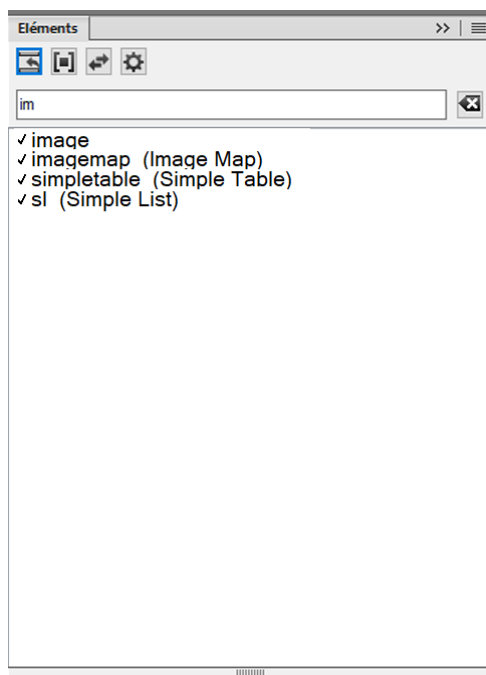 Eléments
im
image
imagemap (Image Map)
simpletable (Simple Table)
sl (Simple List)